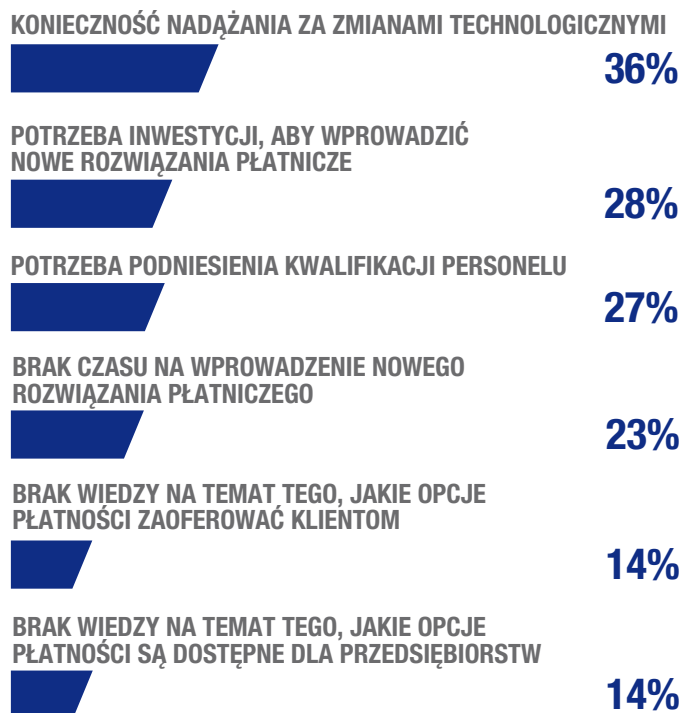 KONIECZNOŚĆ NADĄŻANIA ZA ZMIANAMI TECHNOLOGICZNYMI
36%
POTRZEBA INWESTYCJI, ABY WPROWADZIĆ
NOWE ROZWIĄZANIA PŁATNICZE
28%
POTRZEBA PODNIESIENIA KWALIFIKACJI PERSONELU
27%
BRAK CZASU NA WPROWADZENIE NOWEGO
ROZWIĄZANIA PŁATNICZEGO
23%
BRAK WIEDZY NA TEMAT TEGO, JAKIE OPCJE
PŁATNOŚCI ZAOFEROWAĆ KLIENTOM
14%
BRAK WIEDZY NA TEMAT TEGO, JAKIE OPCJE
PŁATNOŚCI SĄ DOSTĘPNE DLA PRZEDSIĘBIORSTW
14%